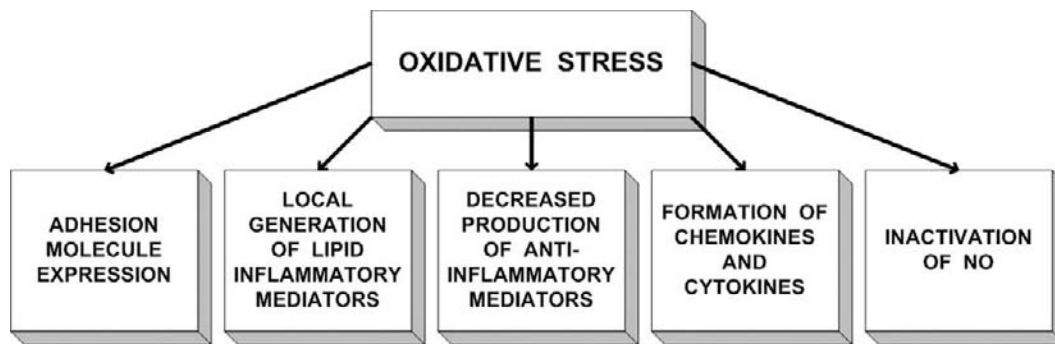 OXIDATIVE STRESS
ADHESION
MOLECULE
EXPRESSION
LOCAL
GENERATION
OF LIPID
INFLAMMATORY
MEDIATORS
DECREASED
PRODUCTION
OF ANTI-
INFLAMMATORY
MEDIATORS
FORMATION OF
CHEMOKINES
AND
CYTOKINES
INACTIVATION
OF NO